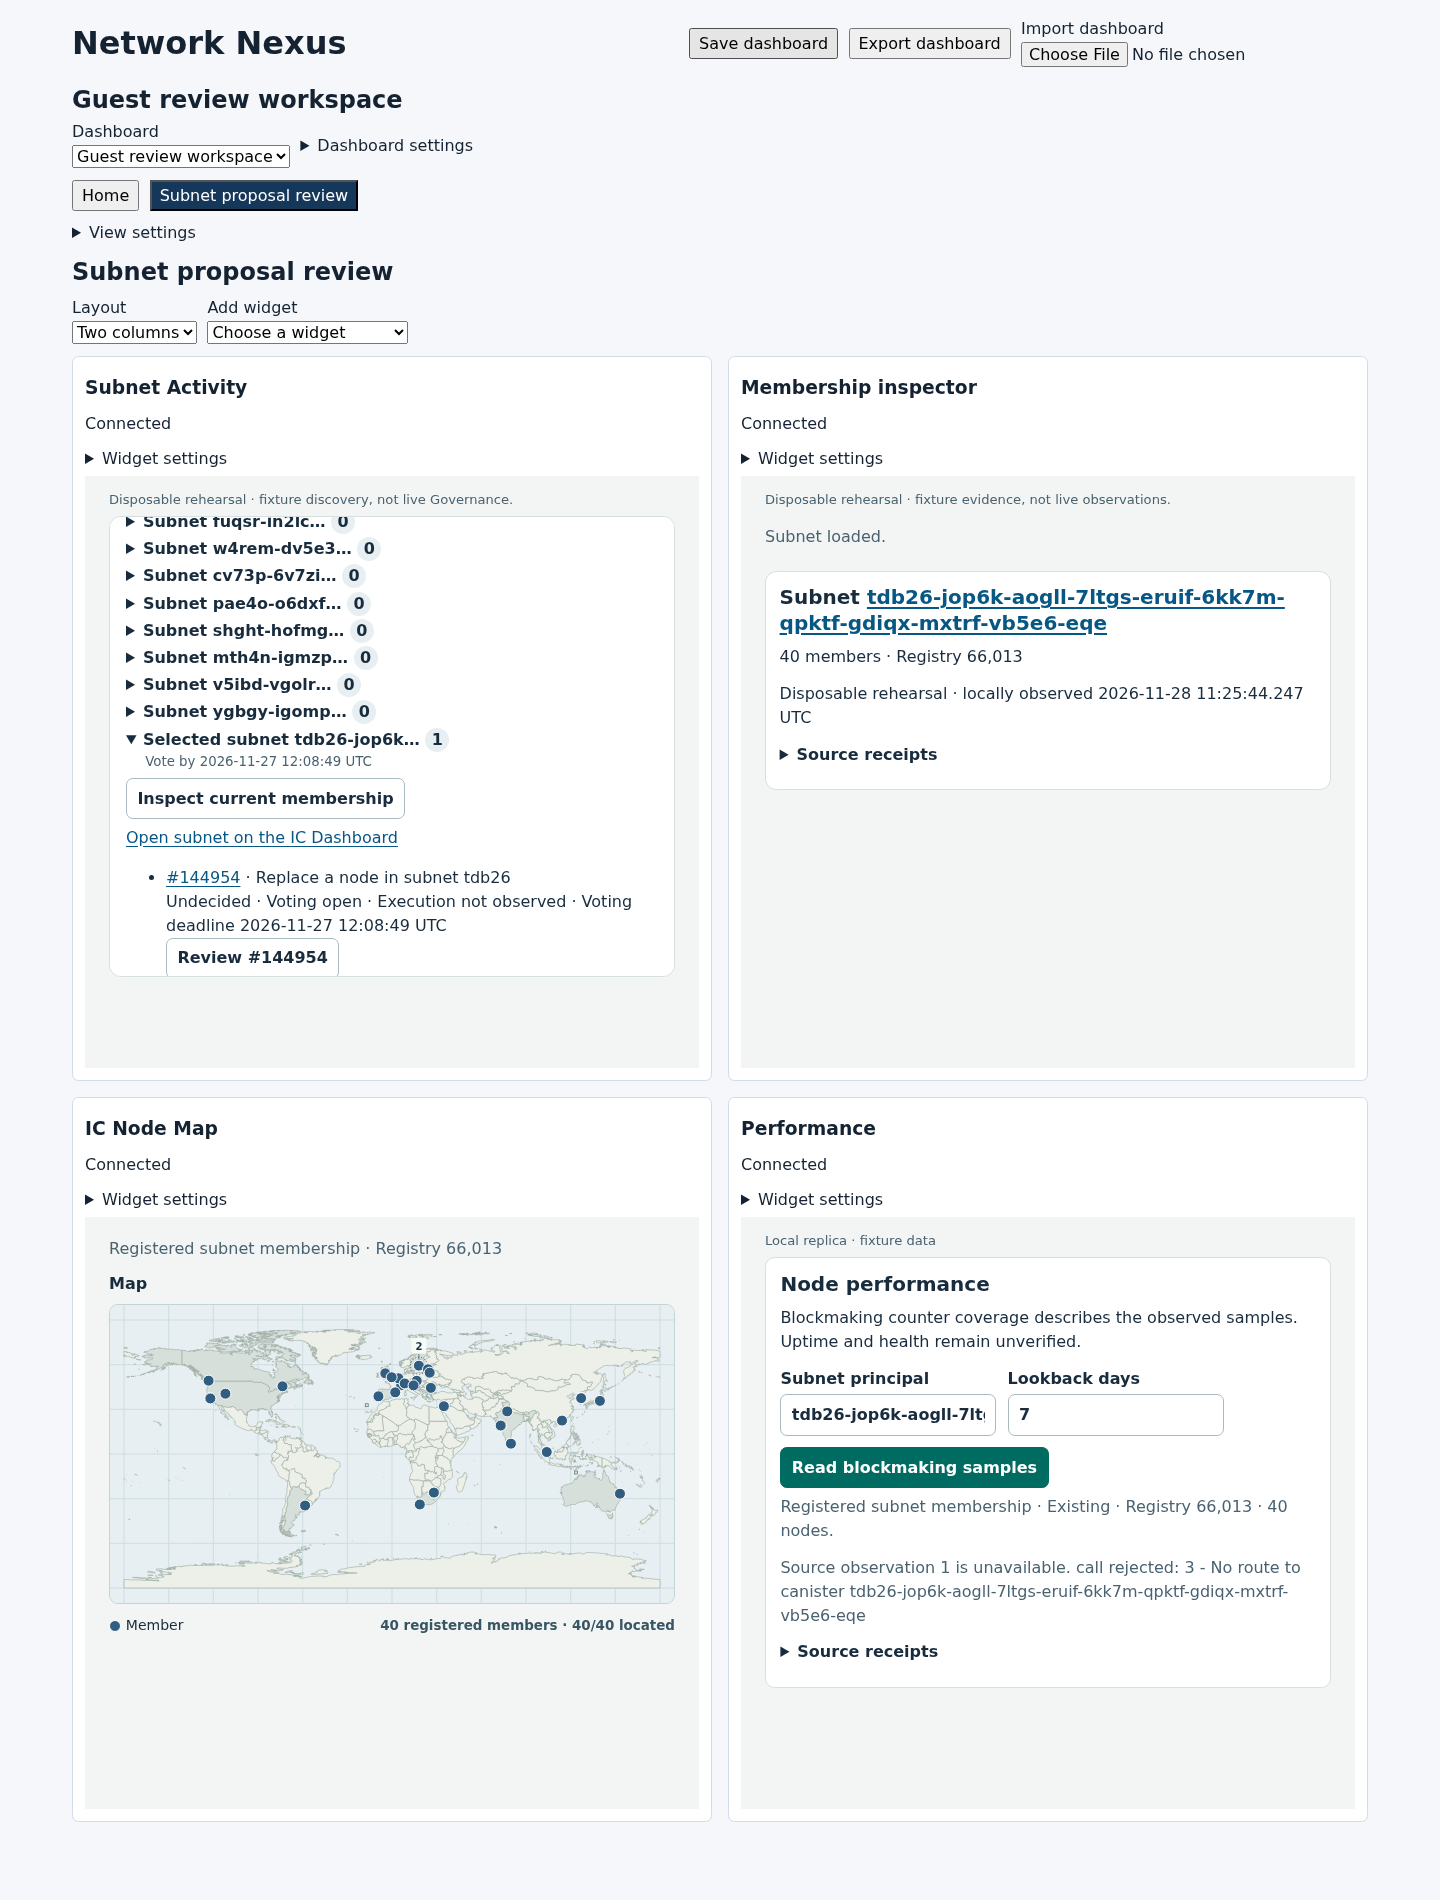 Network Nexus
Save dashboard
Export dashboard
Import dashboard
Choose File No file chosen
Guest review workspace
Dashboard
Guest review workspace
Dashboard settings
Home
Subnet proposal review
View settings
Subnet proposal review
Layout
Two columns
Add widget
Choose a widget
Subnet Activity
Connected
Widget settings
Disposable rehearsal · fixture discovery, not live Governance.
Subnet fuqsr-in2lc… 0
Subnet w4rem-dv5e3… 0
Subnet cv73p-6v7zi… 0
Subnet pae4o-o6dxf… 0
Subnet shght-hofmg… 0
Subnet mth4n-igmzp… 0
Subnet v5ibd-vgolr… 0
Subnet ygbgy-igomp… 0
Selected subnet tdb26-jop6k… 1
Vote by 2026-11-27 12:08:49 UTC
Inspect current membership
Open subnet on the IC Dashboard
• #144954 · Replace a node in subnet tdb26
Undecided · Voting open · Execution not observed · Voting
deadline 2026-11-27 12:08:49 UTC
Review #144954
Membership inspector
Connected
Widget settings
Disposable rehearsal · fixture evidence, not live observations.
Subnet loaded.
Subnet tdb26-jop6k-aogll-7ltgs-eruif-6kk7m-
qpktf-gdiqx-mxtrf-vb5e6-eqe
40 members · Registry 66,013
Disposable rehearsal · locally observed 2026-11-28 11:25:44.247
UTC
Source receipts
IC Node Map
Connected
Widget settings
Registered subnet membership · Registry 66,013
Map
2
Member
40 registered members · 40/40 located
Performance
Connected
Widget settings
Local replica · fixture data
Node performance
Blockmaking counter coverage describes the observed samples.
Uptime and health remain unverified.
Subnet principal
tdb26-jop6k-aogll-7ltg
Lookback days
7
Read blockmaking samples
Registered subnet membership · Existing · Registry 66,013 · 40
nodes.
Source observation 1 is unavailable. call rejected: 3 - No route to
canister tdb26-jop6k-aogll-7ltgs-eruif-6kk7m-qpktf-gdiqx-mxtrf-
vb5e6-eqe
Source receipts